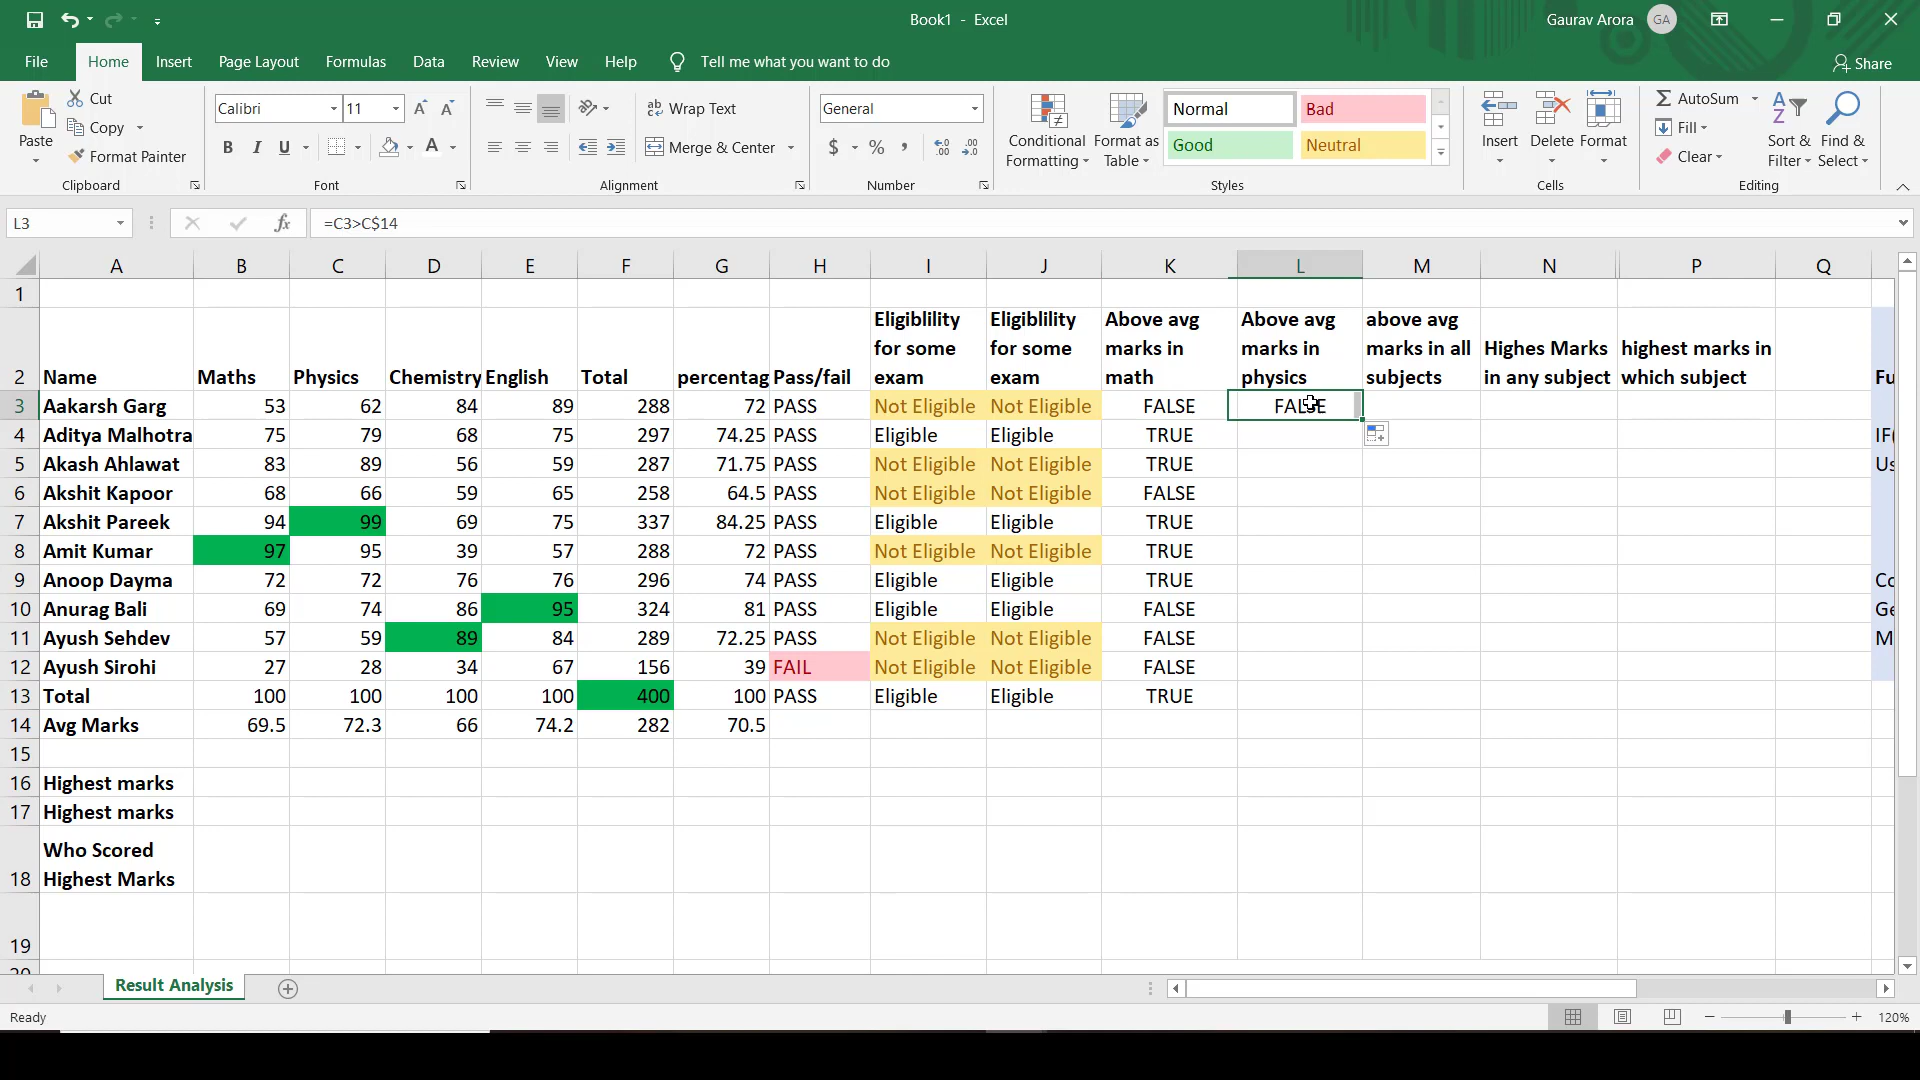 Book1 - Excel
Gaurav Arora GA
File Home Insert Page Layout Formulas Data Review View Help Tell me what you want to do Share
Paste
Cut
Copy
Format Painter
Clipboard
Calibri 11
B I U
Font
Wrap Text
Merge & Center
Alignment
General
$ % ,
Number
Conditional Formatting
Format as Table
Normal Bad
Good Neutral
Styles
Insert Delete Format
Cells
AutoSum
Fill
Clear
Sort & Filter
Find & Select
Editing
L3 fx =C3>C$14
A B C D E F G H I J K L M N P Q
1
2 Name Maths Physics Chemistry English Total percentag Pass/fail Eligiblility for some exam Eligiblility for some exam Above avg marks in math Above avg marks in physics above avg marks in all subjects Highes Marks in any subject highest marks in which subject Fu
3 Aakarsh Garg 53 62 84 89 288 72 PASS Not Eligible Not Eligible FALSE FALSE
4 Aditya Malhotra 75 79 68 75 297 74.25 PASS Eligible Eligible TRUE IF(
5 Akash Ahlawat 83 89 56 59 287 71.75 PASS Not Eligible Not Eligible TRUE Us
6 Akshit Kapoor 68 66 59 65 258 64.5 PASS Not Eligible Not Eligible FALSE
7 Akshit Pareek 94 99 69 75 337 84.25 PASS Eligible Eligible TRUE
8 Amit Kumar 97 95 39 57 288 72 PASS Not Eligible Not Eligible TRUE
9 Anoop Dayma 72 72 76 76 296 74 PASS Eligible Eligible TRUE Co
10 Anurag Bali 69 74 86 95 324 81 PASS Eligible Eligible FALSE Ge
11 Ayush Sehdev 57 59 89 84 289 72.25 PASS Not Eligible Not Eligible FALSE M
12 Ayush Sirohi 27 28 34 67 156 39 FAIL Not Eligible Not Eligible FALSE
13 Total 100 100 100 100 400 100 PASS Eligible Eligible TRUE
14 Avg Marks 69.5 72.3 66 74.2 282 70.5
15
16 Highest marks
17 Highest marks
18 Who Scored Highest Marks
19
Result Analysis
Ready 120%